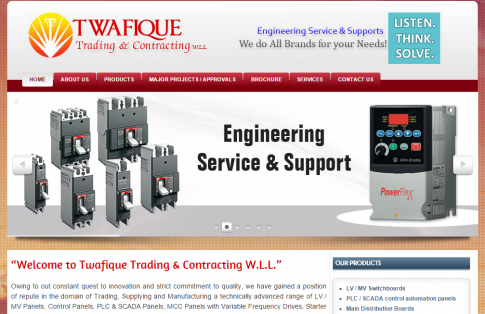 TWAFIQUE
Trading & Contracting W.L.L
Engineering Service & Supports
We do All Brands for your Needs!
LISTEN.
THINK.
SOLVE.
HOME ABOUT US PRODUCTS MAJOR PROJECTS / APPROVALS BROCHURE SERVICES CONTACT US
Engineering
Service & Support
Allen-Bradley
PowerFlex
“Welcome to Twafique Trading & Contracting W.L.L.”
Owing to out constant quest to innovation and strict commitment to quality, we have gained a position
of repute in the domain of Trading, Supplying and Manufacturing a technically advanced range of LV /
MV Panels, Control Panels, PLC & SCADA Panels, MCC Panels with Variable Frequency Drives, Starter
OUR PRODUCTS
LV / MV Switchboards
PLC / SCADA control automation panels
Main Distribution Boards